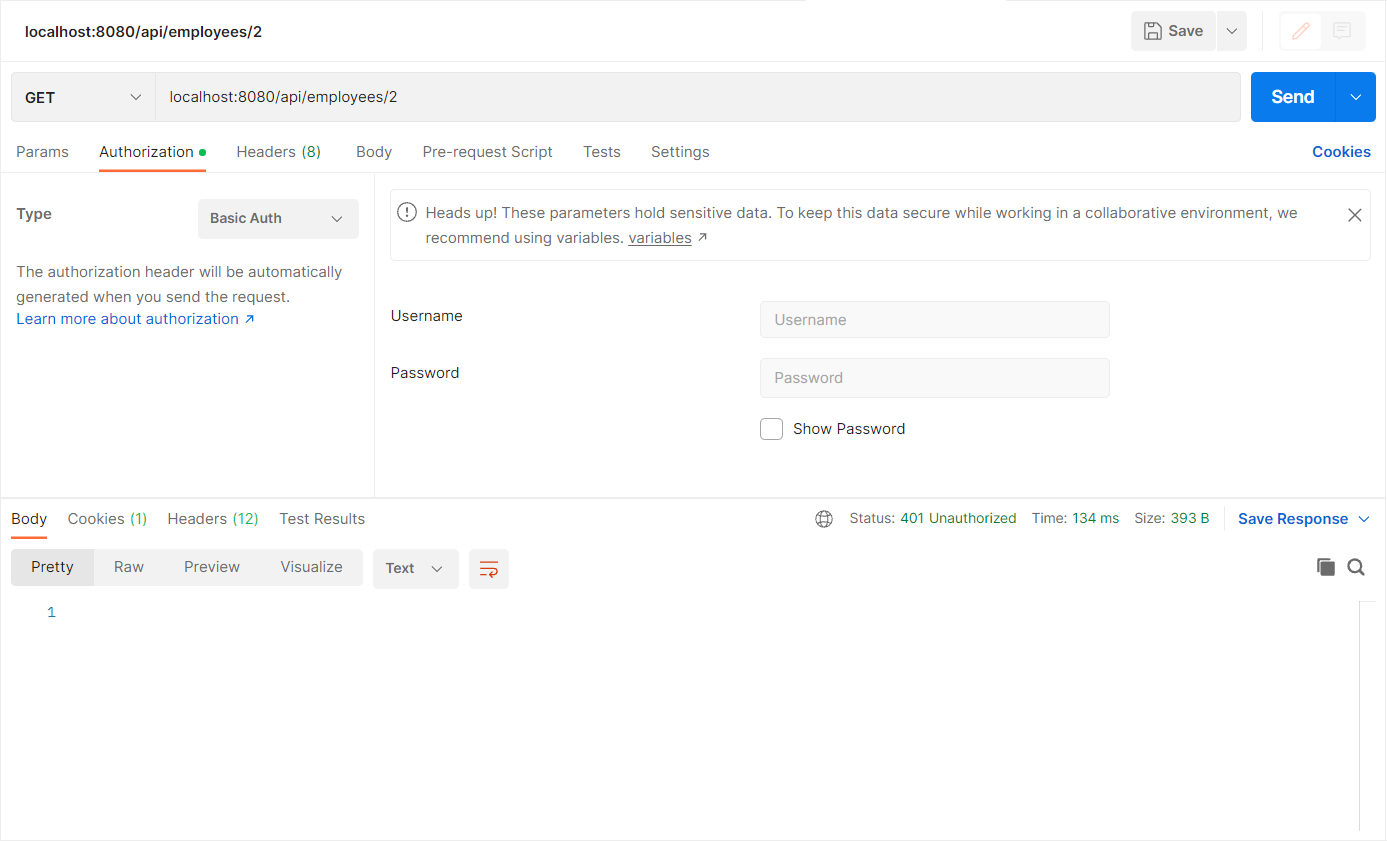 localhost:8080/api/employees/2
Save
GET
localhost:8080/api/employees/2
Send
Params Authorization Headers (8) Body Pre-request Script Tests Settings Cookies
Type
Basic Auth
The authorization header will be automatically
generated when you send the request.
Learn more about authorization ↗
Heads up! These parameters hold sensitive data. To keep this data secure while working in a collaborative environment, we
recommend using variables. variables ↗
Username
Username
Password
Password
Show Password
Body Cookies (1) Headers (12) Test Results
Status: 401 Unauthorized Time: 134 ms Size: 393 B Save Response
Pretty Raw Preview Visualize Text
1